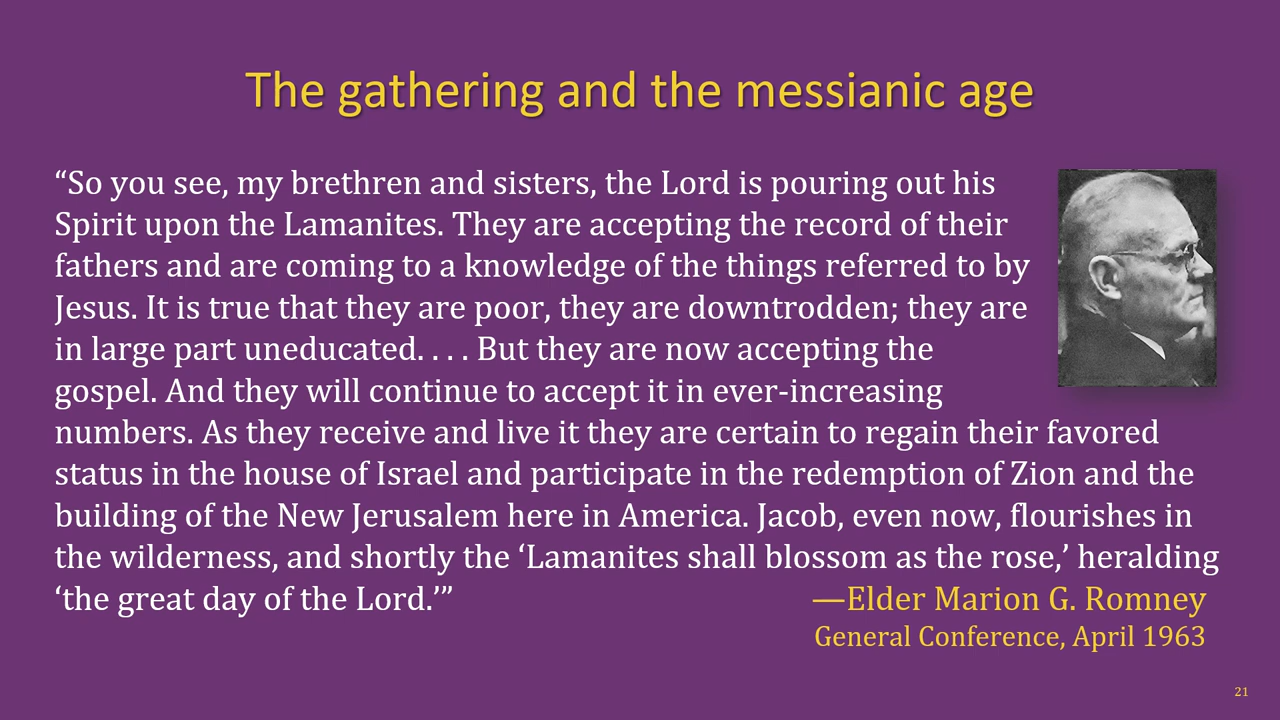 The gathering and the messianic age
“So you see, my brethren and sisters, the Lord is pouring out his
Spirit upon the Lamanites. They are accepting the record of their
fathers and are coming to a knowledge of the things referred to by
Jesus. It is true that they are poor, they are downtrodden; they are
in large part uneducated. . . . But they are now accepting the
gospel. And they will continue to accept it in ever-increasing
numbers. As they receive and live it they are certain to regain their favored
status in the house of Israel and participate in the redemption of Zion and the
building of the New Jerusalem here in America. Jacob, even now, flourishes in
the wilderness, and shortly the ‘Lamanites shall blossom as the rose,’ heralding
‘the great day of the Lord.’” —Elder Marion G. Romney
General Conference, April 1963
21